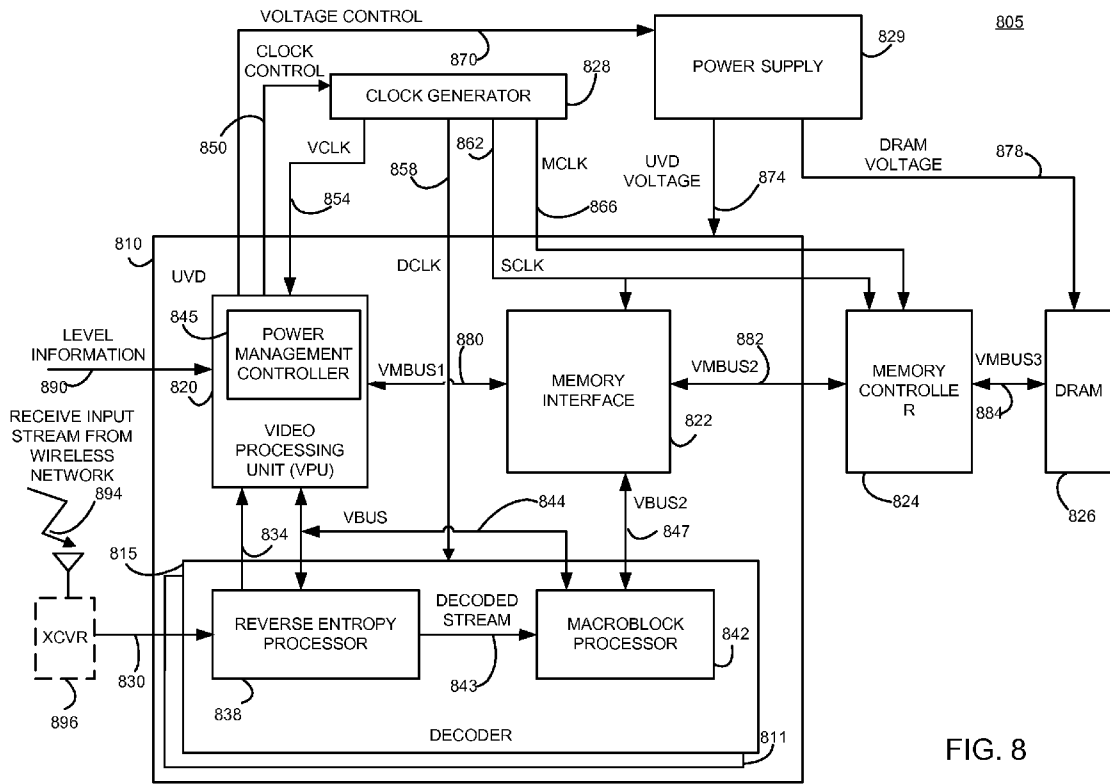 VOLTAGE CONTROL
805
870
829
POWER SUPPLY
CLOCK
CONTROL
828
CLOCK GENERATOR
850
VCLK
862
858
MCLK
UVD
VOLTAGE
874
DRAM
VOLTAGE
878
854
866
810
UVD
DCLK
SCLK
845
POWER
MANAGEMENT
CONTROLLER
LEVEL
INFORMATION
890
820
VMBUS1
880
MEMORY
INTERFACE
882
VMBUS2
MEMORY
CONTROLLE
R
VMBUS3
884
DRAM
RECEIVE INPUT
STREAM FROM
WIRELESS
NETWORK
894
VIDEO
PROCESSING
UNIT (VPU)
822
824
826
844
VBUS
VBUS2
847
834
815
XCVR
830
896
REVERSE ENTROPY
PROCESSOR
838
DECODED
STREAM
843
MACROBLOCK
PROCESSOR
842
DECODER
811
FIG. 8